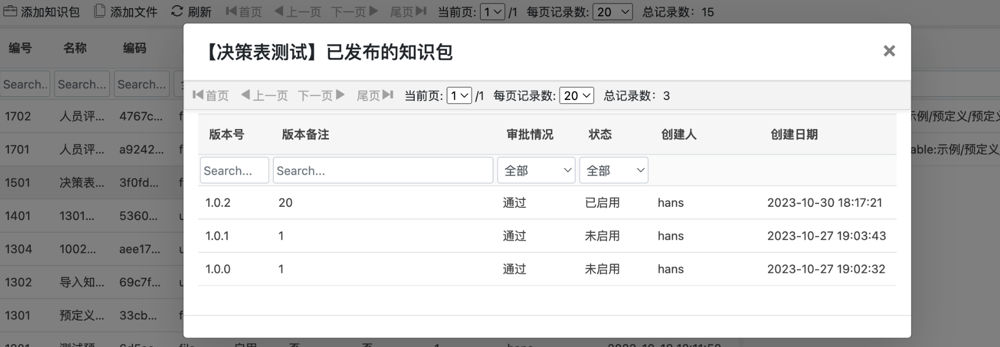 添加知识包 添加文件 刷新 首页 上一页 下一页 尾页 当前页: 1 /1 每页记录数: 20 总记录数：15
【决策表测试】已发布的知识包 ×
编号 名称 编码
Search.. Search... Search...
首页 上一页 下一页 尾页 当前页: 1 /1 每页记录数: 20 总记录数：3
版本号 版本备注 审批情况 状态 创建人 创建日期
Search... Search... 全部 全部
1.0.2 20 通过 已启用 hans 2023-10-30 18:17:21
1.0.1 1 通过 未启用 hans 2023-10-27 19:03:43
1.0.0 1 通过 未启用 hans 2023-10-27 19:02:32
1702 人员评... 4767c... f 示例/预定义/预定义
1701 人员评... a9242... f able:示例/预定义/
1501 决策表... 3f0fd... f
1401 1301... 5360... u
1304 1002... aee17... u
1302 导入知... 69c7f... u
1301 预定义... 33cb... f